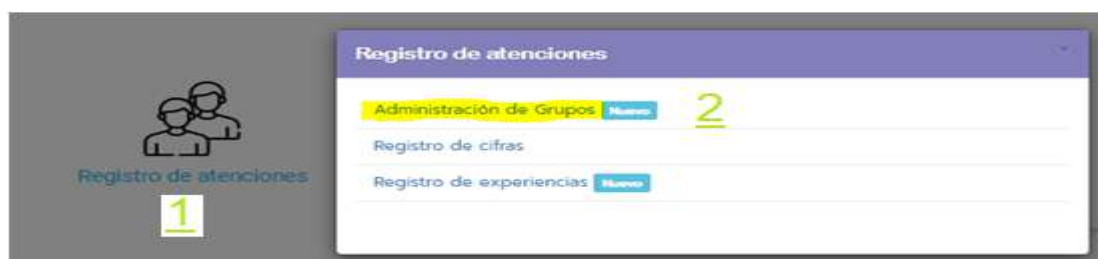 Registro de atenciones
Administración de Grupos Nuevo
2
Registro de cifras
Registro de atenciones
Registro de experiencias Nuevo
1